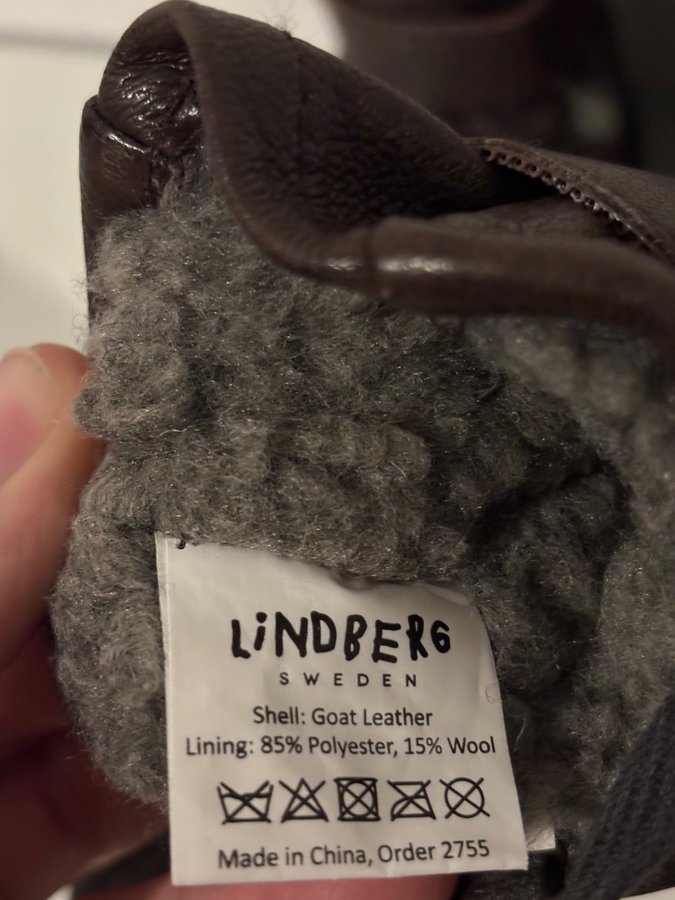 LiNDBERG
SWEDEN
Shell: Goat Leather
Lining: 85% Polyester, 15% Wool
Made in China, Order 2755